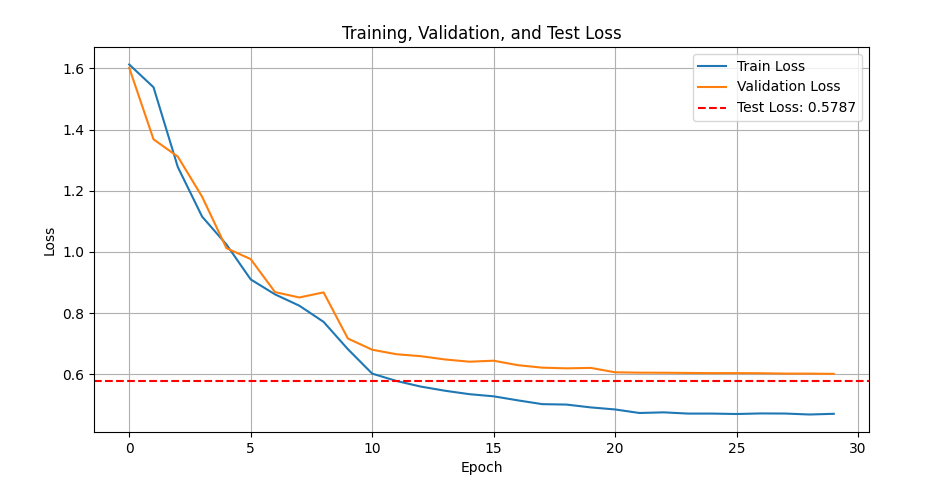 Training, Validation, and Test Loss
Train Loss
Validation Loss
Test Loss: 0.5787
Loss
1.6
1.4
1.2
1.0
0.8
0.6
0
5
10
15
20
25
30
Epoch